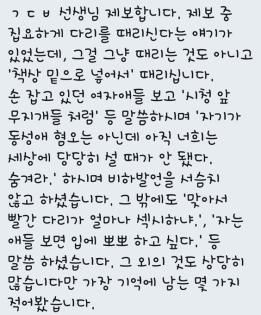 ㄱㄷㅂ 선생님 제보합니다. 제보 중
집요하게 다리를 때리신다는 얘기가
있었는데, 그걸 그냥 때리는 것도 아니고
'책상 밑으로 넣어서' 때리십니다.
손 잡고 있던 여자애들 보고 '시청 앞
무지개들 처럼' 등 말씀하시며 '자기가
동성애 혐오는 아닌데 아직 너희는
세상에 당당히 설 때가 안 됐다.
숨겨라.' 하시며 비하발언을 서슴치
않고 하셨습니다. 그 밖에도 '맞아서
빨간 다리가 얼마나 섹시하냐.', '자는
애들 보면 입에 뽀뽀 하고 싶다.' 등
말씀 하셨습니다. 그 외의 것도 상당히
많습니다만 가장 기억에 남는 몇 가지
적어봤습니다.